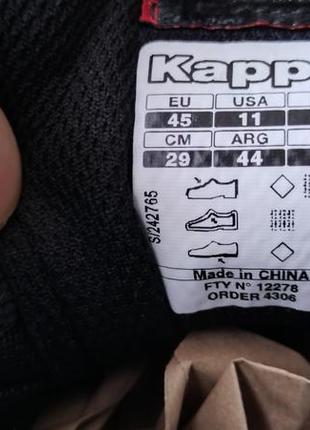 Kapp
EU USA
45 11
CM ARG
29 44
S/242765
Made in CHINA
FTY N° 12278
ORDER 4306